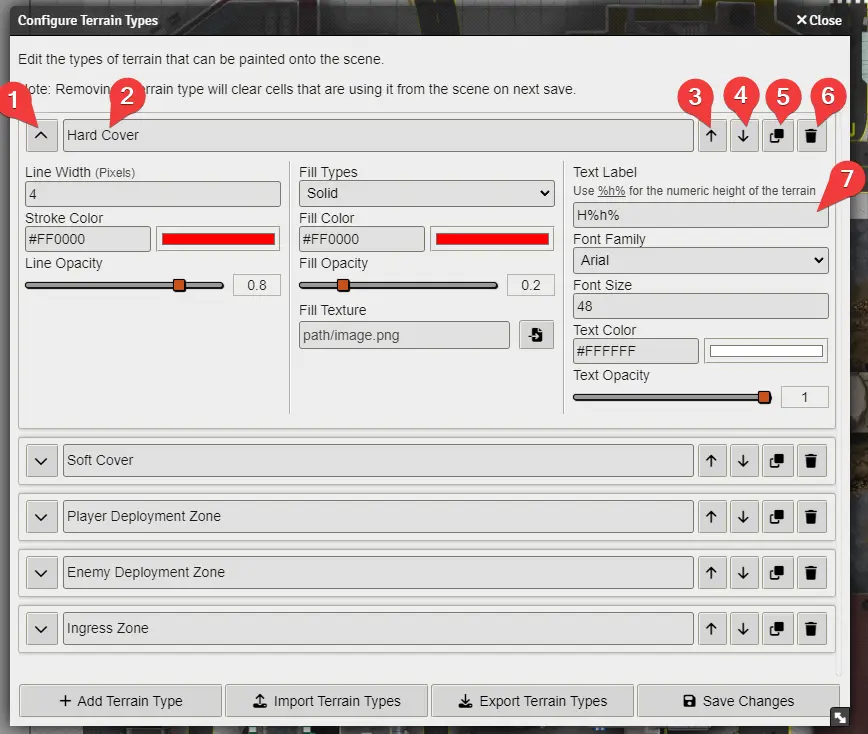 Configure Terrain Types
Close
Edit the types of terrain that can be painted onto the scene.
ote: Removing rrain type will clear cells that are using it from the scene on next save.
1 2 3 4 5 6
Hard Cover
Line Width (Pixels)
4
Stroke Color
#FF0000
Line Opacity
0.8
Fill Types
Solid
Fill Color
#FF0000
Fill Opacity
0.2
Fill Texture
path/image.png
Text Label
Use %h% for the numeric height of the terrain
7
H%h%
Font Family
Arial
Font Size
48
Text Color
#FFFFFF
Text Opacity
1
Soft Cover
Player Deployment Zone
Enemy Deployment Zone
Ingress Zone
Add Terrain Type Import Terrain Types Export Terrain Types Save Changes